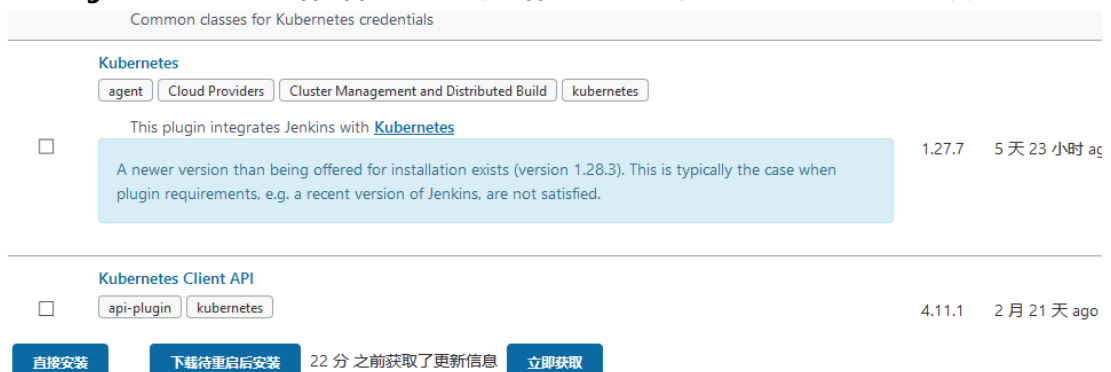 Common classes for Kubernetes credentials
Kubernetes
agent Cloud Providers Cluster Management and Distributed Build kubernetes
This plugin integrates Jenkins with Kubernetes
A newer version than being offered for installation exists (version 1.28.3). This is typically the case when
plugin requirements, e.g. a recent version of Jenkins, are not satisfied.
1.27.7 5 天 23 小时 ag
Kubernetes Client API
api-plugin kubernetes
4.11.1 2 月 21 天 ago
直接安装 下载待重启后安装 22 分 之前获取了更新信息 立即获取